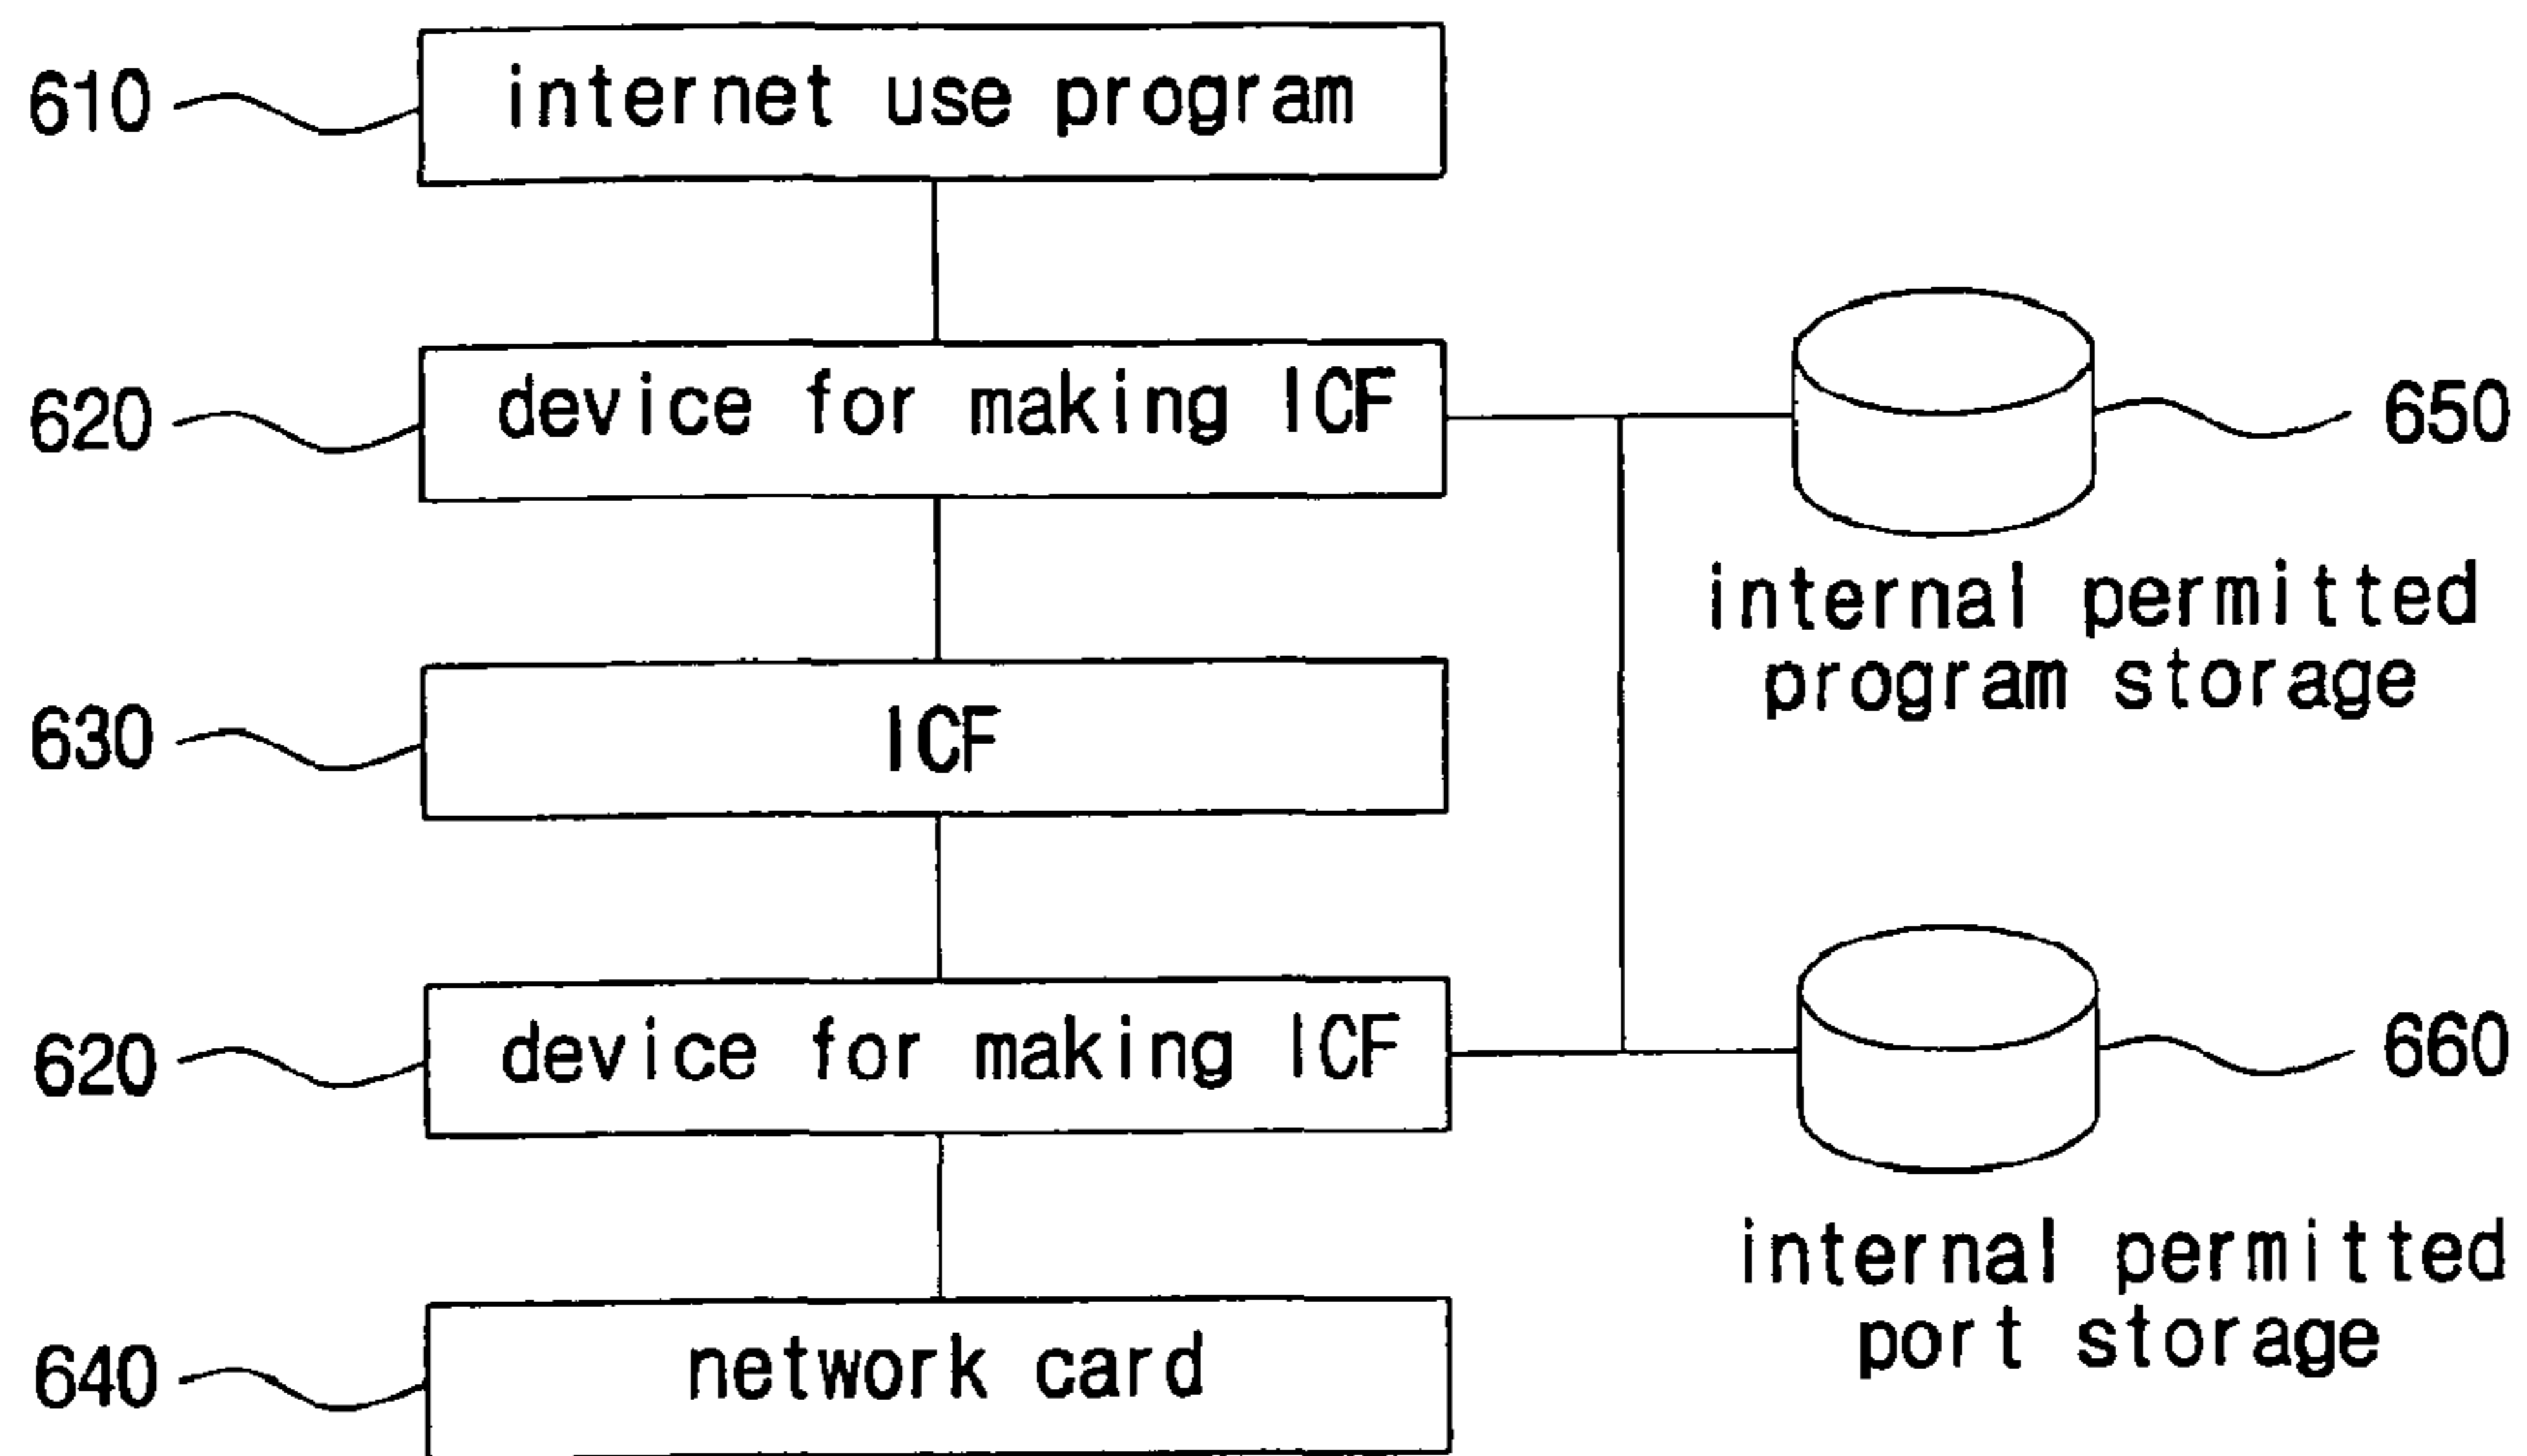 610 internet use program
620 device for making ICF
650
internal permitted
program storage
630 ICF
620 device for making ICF
660
internal permitted
port storage
640 network card